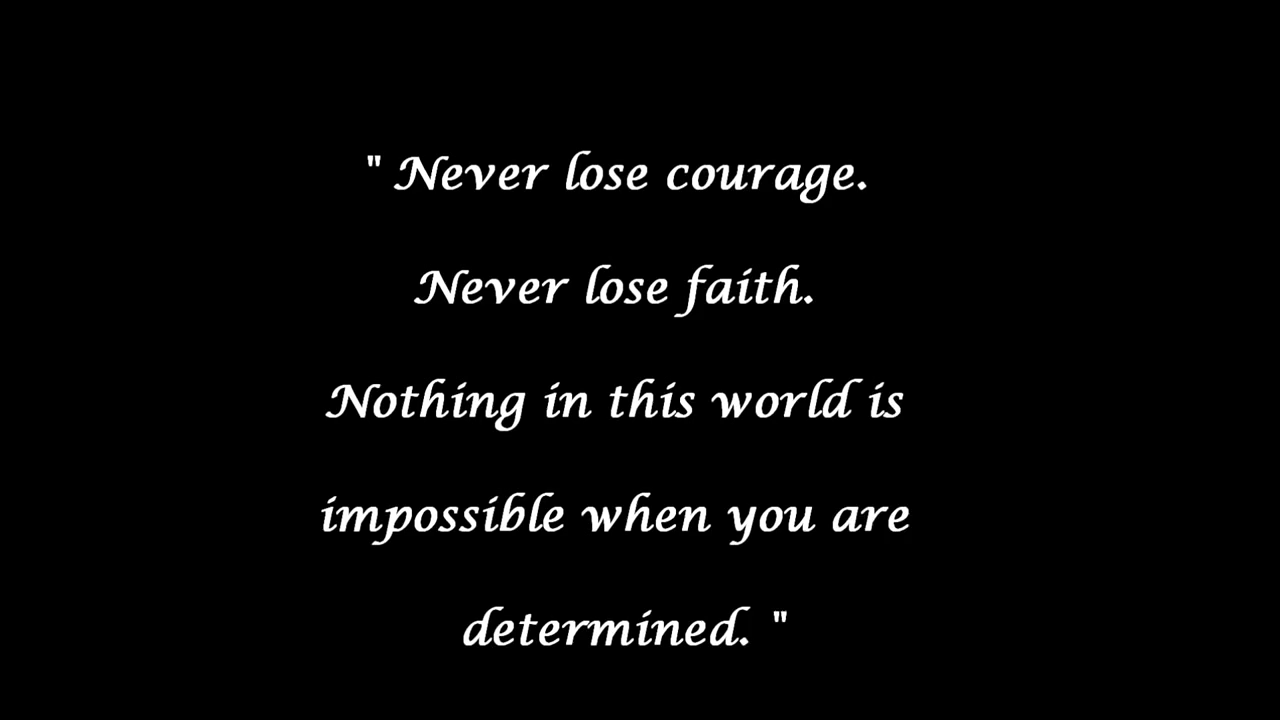 " Never lose courage.
Never lose faith.
Nothing in this world is
impossible when you are
determined. "